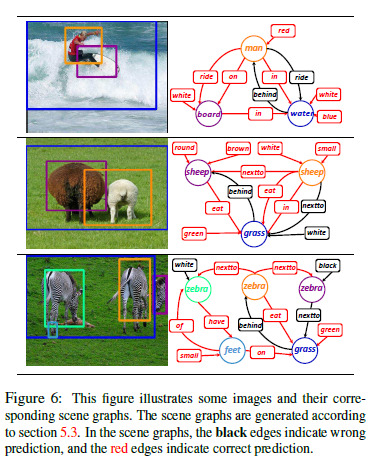 red
man
ride
on
in
ride
white
behind
white
board
in
water
blue
round
brown
white
small
sheep
nextto
sheep
behind
eat
eat
in
nextto
green
grass
white
white
nextto
nextto
black
zebra
zebra
zebra
of
have
eat
nextto
behind
green
small
feet
on
grass
Figure 6: This figure illustrates some images and their corre-
sponding scene graphs. The scene graphs are generated according
to section 5.3. In the scene graphs, the black edges indicate wrong
prediction, and the red edges indicate correct prediction.